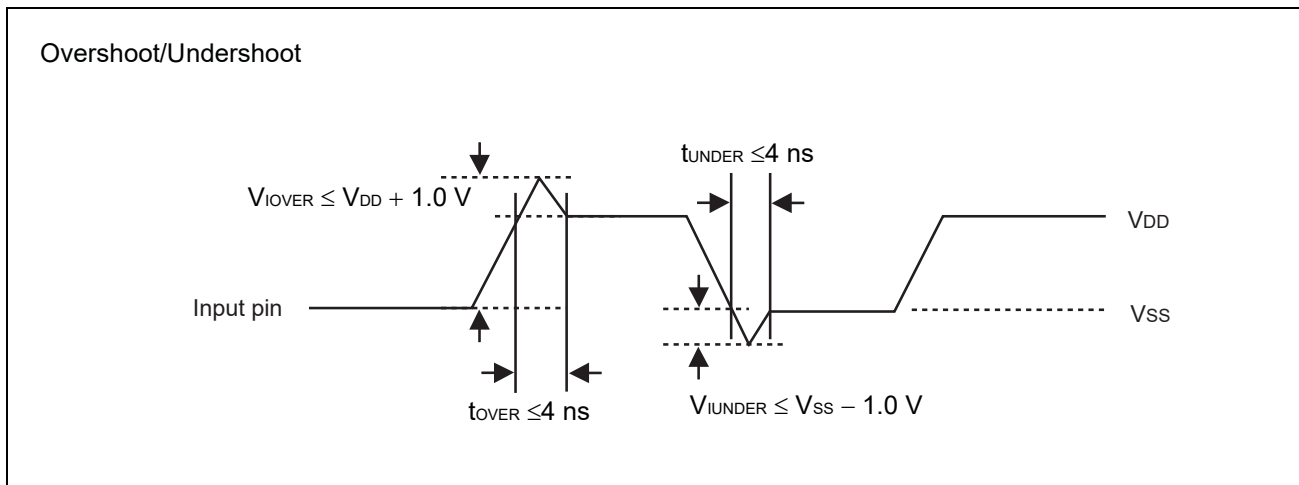 Overshoot/Undershoot
tUNDER ≤4 ns
VIOVER ≤ VDD + 1.0 V
VDD
Input pin
VSS
tOVER ≤4 ns
VIUNDER ≤ VSS − 1.0 V